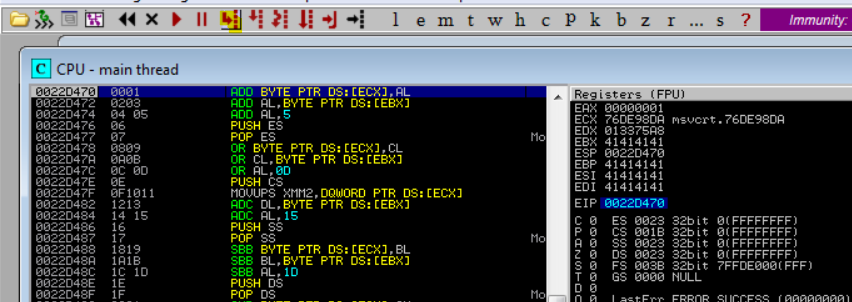 l e m t w h c P k b z r ... s ? Immunity:
C CPU - main thread
0022D470 0001 ADD BYTE PTR DS:[ECX],AL
0022D472 0203 ADD AL,BYTE PTR DS:[EBX]
0022D474 04 05 ADD AL,5
0022D476 06 PUSH ES
0022D477 07 POP ES Mo
0022D478 0809 OR BYTE PTR DS:[ECX],CL
0022D47A 0A0B OR CL,BYTE PTR DS:[EBX]
0022D47C 0C 0D OR AL,0D
0022D47E 0E PUSH CS
0022D47F 0F1011 MOVUPS XMM2,DQWORD PTR DS:[ECX]
0022D482 1213 ADC DL,BYTE PTR DS:[EBX]
0022D484 14 15 ADC AL,15
0022D486 16 PUSH SS
0022D487 17 POP SS Mo
0022D488 1819 SBB BYTE PTR DS:[ECX],BL
0022D48A 1A1B SBB BL,BYTE PTR DS:[EBX]
0022D48C 1C 1D SBB AL,1D
0022D48E 1E PUSH DS
0022D48F 1F POP DS Mo
Registers (FPU)
EAX 00000001
ECX 76DE98DA msvcrt.76DE98DA
EDX 013375A8
EBX 41414141
ESP 0022D470
EBP 41414141
ESI 41414141
EDI 41414141
EIP 0022D470
C 0 ES 0023 32bit 0(FFFFFFFF)
P 0 CS 001B 32bit 0(FFFFFFFF)
A 0 SS 0023 32bit 0(FFFFFFFF)
Z 0 DS 0023 32bit 0(FFFFFFFF)
S 0 FS 003B 32bit 7FFDE000(FFF)
T 0 GS 0000 NULL
D 0
O 0 LastErr ERROR_SUCCESS (00000000)